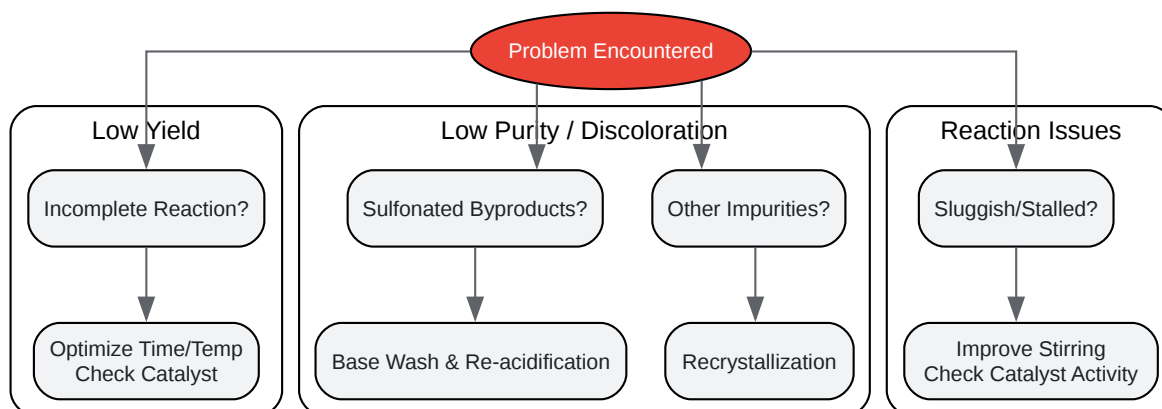 Problem Encountered
Low Yield
Low Purity / Discoloration
Reaction Issues
Incomplete Reaction?
Sulfonated Byproducts?
Other Impurities?
Sluggish/Stalled?
Optimize Time/Temp
Check Catalyst
Base Wash & Re-acidification
Recrystallization
Improve Stirring
Check Catalyst Activity